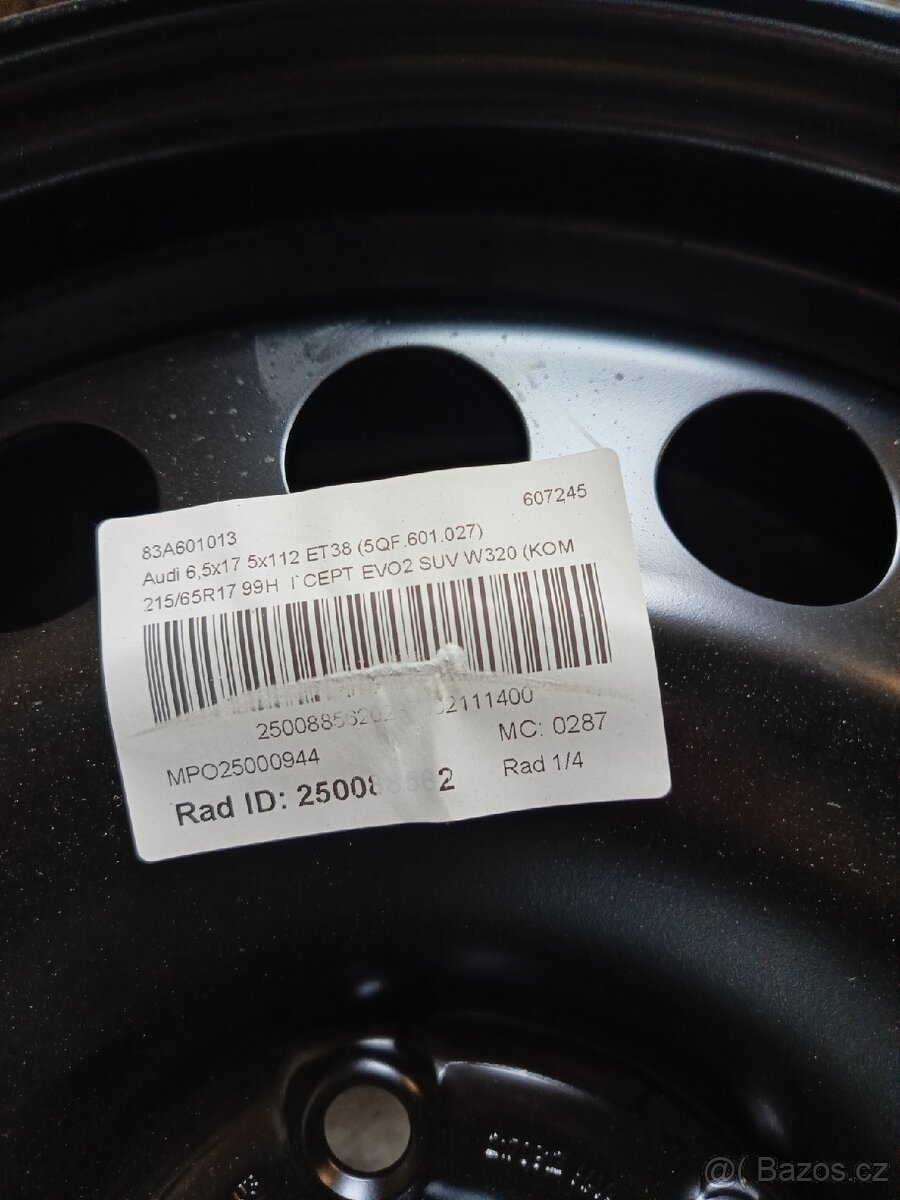 83A601013
607245
Audi 6,5x17 5x112 ET38 (5QF.601.027)
215/65R17 99H CEPT EVO2 SUV W320 (KOM
MPO25000944
MC: 0287
Rad ID:
Rad 1/4
Bazos.cz